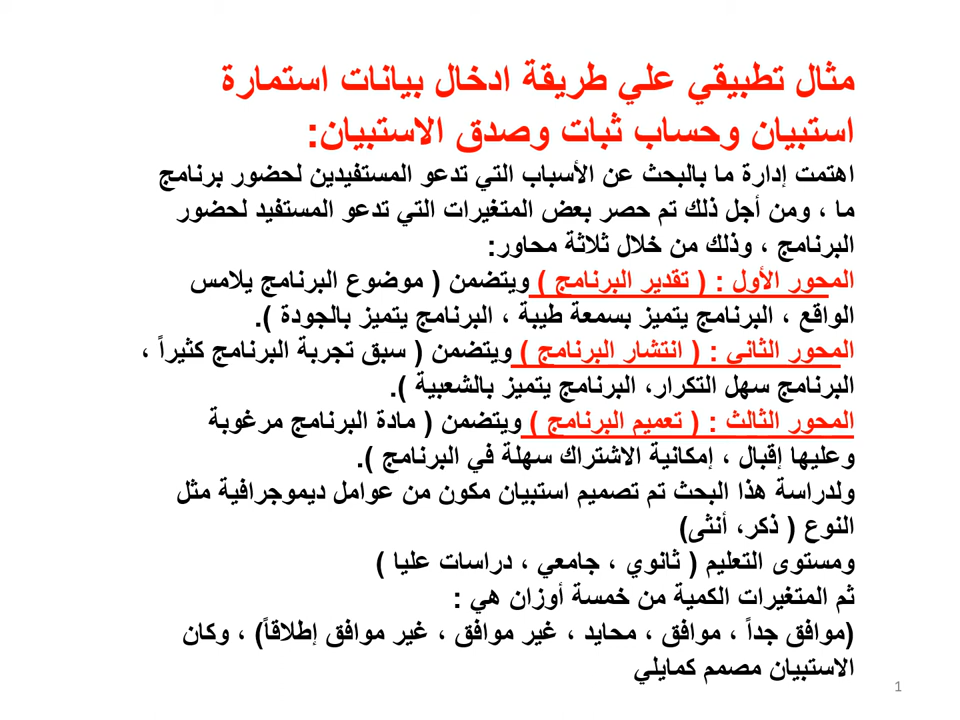 مثال تطبيقي علي طريقة ادخال بيانات استمارة
استبيان وحساب ثبات وصدق الاستبيان:
اهتمت إدارة ما بالبحث عن الأسباب التي تدعو المستفيدين لحضور برنامج
ما ، ومن أجل ذلك تم حصر بعض المتغيرات التي تدعو المستفيد لحضور
البرنامج ، وذلك من خلال ثلاثة محاور:
المحور الأول : ( تقدير البرنامج ) ويتضمن ( موضوع البرنامج يلامس
الواقع ، البرنامج يتميز بسمعة طيبة ، البرنامج يتميز بالجودة ).
المحور الثاني : ( انتشار البرنامج ) ويتضمن ( سبق تجربة البرنامج كثيراً ،
البرنامج سهل التكرار، البرنامج يتميز بالشعبية ).
المحور الثالث : ( تعميم البرنامج ) ويتضمن ( مادة البرنامج مرغوبة
وعليها إقبال ، إمكانية الاشتراك سهلة في البرنامج ).
ولدراسة هذا البحث تم تصميم استبيان مكون من عوامل ديموجرافية مثل
النوع ( ذكر، أنثى)
ومستوى التعليم ( ثانوي ، جامعي ، دراسات عليا )
ثم المتغيرات الكمية من خمسة أوزان هي :
(موافق جداً ، موافق ، محايد ، غير موافق ، غير موافق إطلاقاً) ، وكان
الاستبيان مصمم كمايلي
1